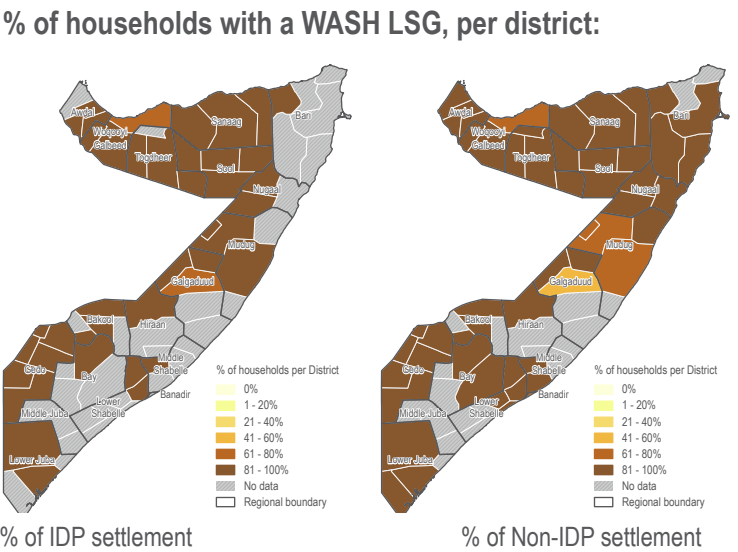 % of households with a WASH LSG, per district:
Awdal
Woqooyi
Galbeed
Togdheer
Sanaag
Sool
Bari
Nugaal
Mudug
Galgaduud
Hiraan
Bakool
Gedo
Bay
Middle
Shabelle
Banadir
Lower
Shabelle
Middle Juba
Lower Juba
% of households per District
0%
1 - 20%
21 - 40%
41 - 60%
61 - 80%
81 - 100%
No data
Regional boundary
% of IDP settlement
Awdal
Woqooyi
Galbeed
Togdheer
Sanaag
Sool
Bari
Nugaal
Mudug
Galgaduud
Hiraan
Bakool
Gedo
Bay
Middle
Shabelle
Banadir
Lower
Shabelle
Middle Juba
Lower Juba
% of households per District
0%
1 - 20%
21 - 40%
41 - 60%
61 - 80%
81 - 100%
No data
Regional boundary
% of Non-IDP settlement